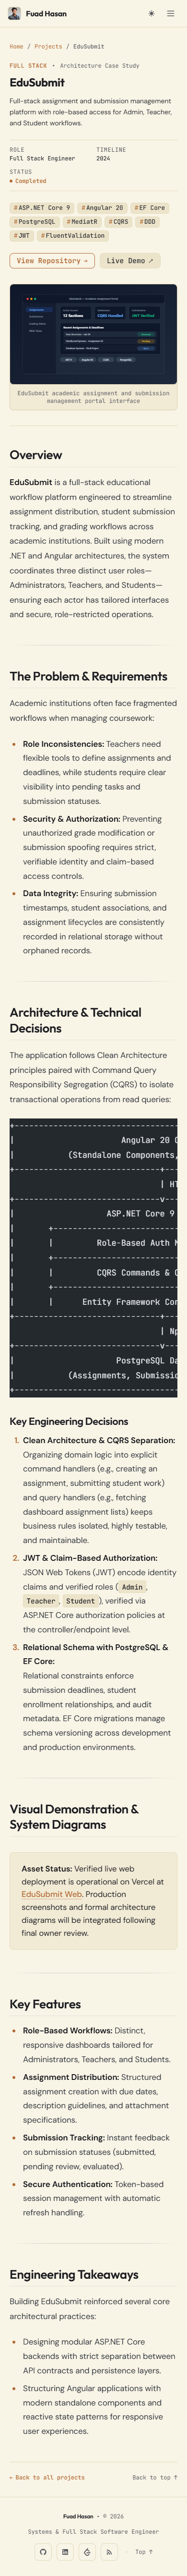 Fuad Hasan
Home / Projects / EduSubmit
FULL STACK • Architecture Case Study
EduSubmit
Full-stack assignment and submission management
platform with role-based access for Admin, Teacher,
and Student workflows.
ROLE
Full Stack Engineer
TIMELINE
2024
STATUS
Completed
#ASP.NET Core 9 #Angular 20 #EF Core
#PostgreSQL #MediatR #CQRS #DDD
#JWT #FluentValidation
View Repository → Live Demo ↗
EduSubmit academic assignment and submission
management portal interface
Overview
EduSubmit is a full-stack educational
workflow platform engineered to streamline
assignment distribution, student submission
tracking, and grading workflows across
academic institutions. Built using modern
.NET and Angular architectures, the system
coordinates three distinct user roles—
Administrators, Teachers, and Students—
ensuring each actor has tailored interfaces
and secure, role-restricted operations.
The Problem & Requirements
Academic institutions often face fragmented
workflows when managing coursework:
Role Inconsistencies: Teachers need
flexible tools to define assignments and
deadlines, while students require clear
visibility into pending tasks and
submission statuses.
Security & Authorization: Preventing
unauthorized grade modification or
submission spoofing requires strict,
verifiable identity and claim-based
access controls.
Data Integrity: Ensuring submission
timestamps, student associations, and
assignment lifecycles are consistently
recorded in relational storage without
orphaned records.
Architecture & Technical
Decisions
The application follows Clean Architecture
principles paired with Command Query
Responsibility Segregation (CQRS) to isolate
transactional operations from read queries:
Angular 20 C
(Standalone Components,
| HT
ASP.NET Core 9
Role-Based Auth M
CQRS Commands & Q
Entity Framework Cor
| Np
PostgreSQL Da
(Assignments, Submissio
Key Engineering Decisions
1. Clean Architecture & CQRS Separation:
Organizing domain logic into explicit
command handlers (e.g., creating an
assignment, submitting student work)
and query handlers (e.g., fetching
dashboard assignment lists) keeps
business rules isolated, highly testable,
and maintainable.
2. JWT & Claim-Based Authorization:
JSON Web Tokens (JWT) encode identity
claims and verified roles ( Admin ,
Teacher , Student ), verified via
ASP.NET Core authorization policies at
the controller/endpoint level.
3. Relational Schema with PostgreSQL &
EF Core:
Relational constraints enforce
submission deadlines, student
enrollment relationships, and audit
metadata. EF Core migrations manage
schema versioning across development
and production environments.
Visual Demonstration &
System Diagrams
Asset Status: Verified live web
deployment is operational on Vercel at
EduSubmit Web. Production
screenshots and formal architecture
diagrams will be integrated following
final owner review.
Key Features
Role-Based Workflows: Distinct,
responsive dashboards tailored for
Administrators, Teachers, and Students.
Assignment Distribution: Structured
assignment creation with due dates,
description guidelines, and attachment
specifications.
Submission Tracking: Instant feedback
on submission statuses (submitted,
pending review, evaluated).
Secure Authentication: Token-based
session management with automatic
refresh handling.
Engineering Takeaways
Building EduSubmit reinforced several core
architectural practices:
Designing modular ASP.NET Core
backends with strict separation between
API contracts and persistence layers.
Structuring Angular applications with
modern standalone components and
reactive state patterns for responsive
user experiences.
← Back to all projects Back to top ↑
Fuad Hasan • © 2026
Systems & Full Stack Software Engineer
Top ↑